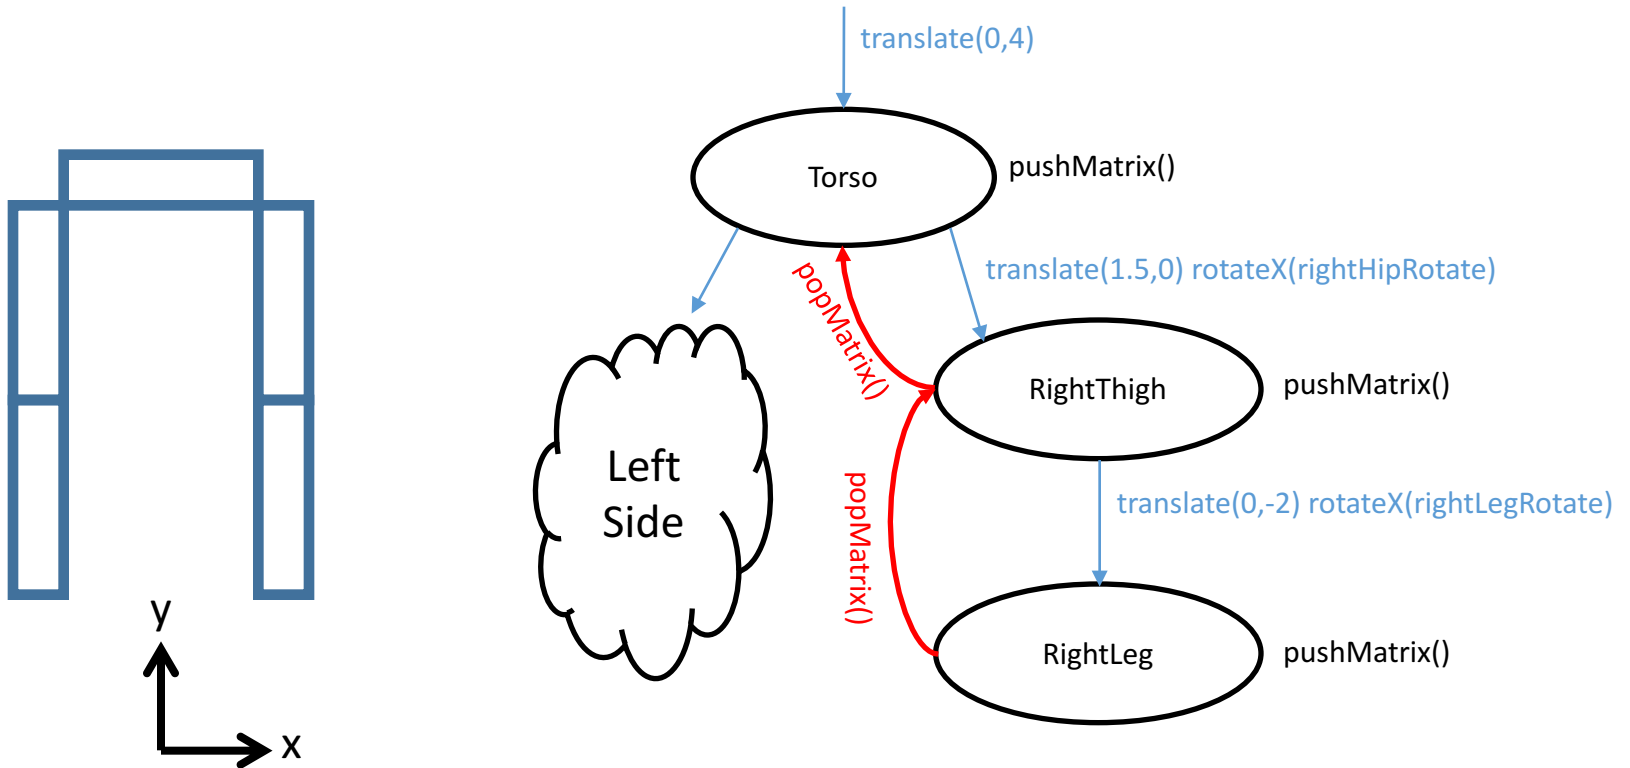 translate(0,4)
Torso
pushMatrix()
translate(1.5,0) rotateX(rightHipRotate)
popMatrix()
RightThigh
pushMatrix()
Left
Side
popMatrix()
translate(0,-2) rotateX(rightLegRotate)
RightLeg
pushMatrix()
y
x